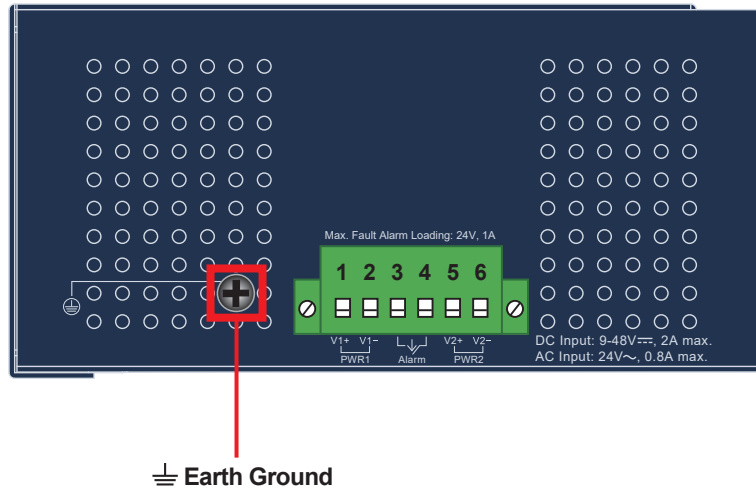 Max. Fault Alarm Loading: 24V, 1A
1 2 3 4 5 6
V1+ V1− V2+ V2−
PWR1 Alarm PWR2
DC Input: 9-48V⎓, 2A max.
AC Input: 24V～, 0.8A max.
Earth Ground